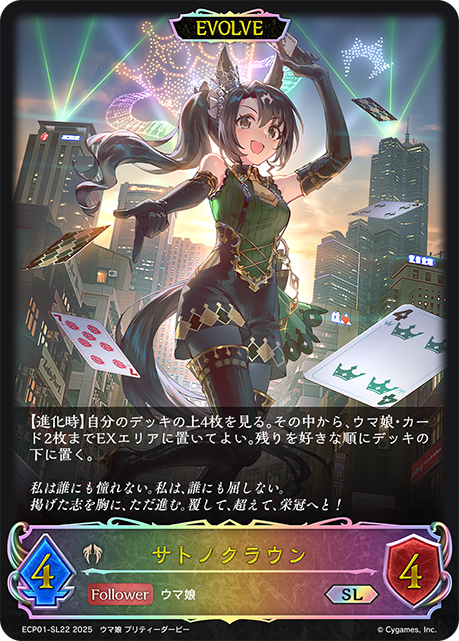 EVOLVE
7
4
【進化時】自分のデッキの上4枚を見る。その中から、ウマ娘・カー
ド2枚までEXエリアに置いてよい。残りを好きな順にデッキの
下に置く。
私は誰にも憧れない。私は、誰にも屈しない。
掲げた志を胸に、ただ進む。覆して、超えて、栄冠へと！
サトノクラウン
4
Follower ウマ娘
SL
4
ECP01-SL22 2025 ウマ娘 プリティーダービー
© Cygames, Inc.